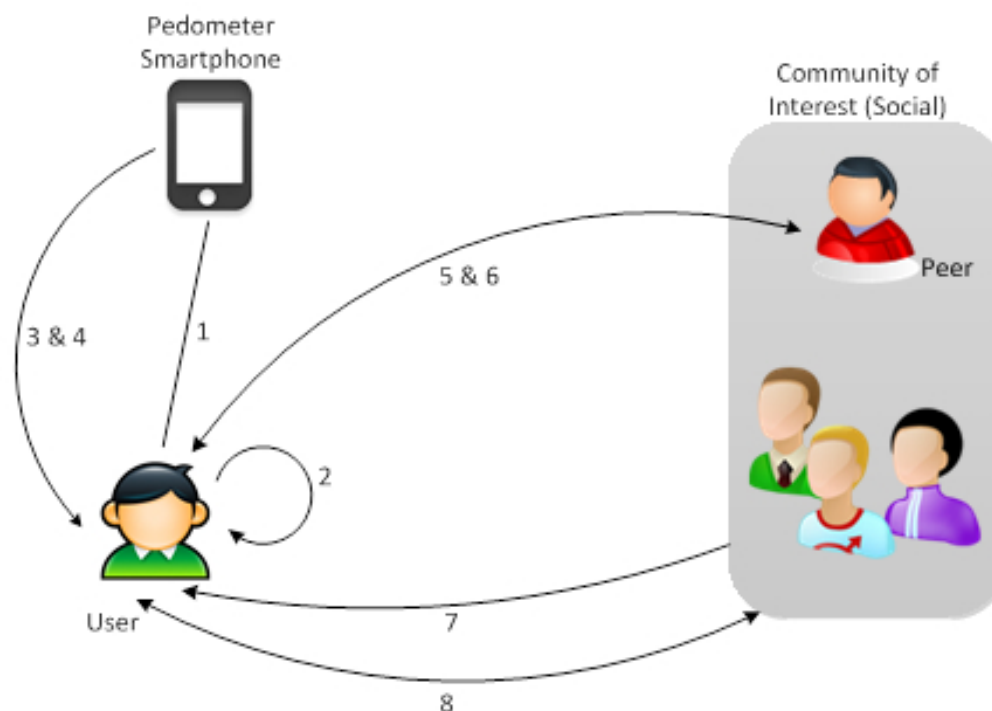 Pedometer
Smartphone
Community of
Interest (Social)
5 & 6
Peer
3 & 4
1
2
User
7
8